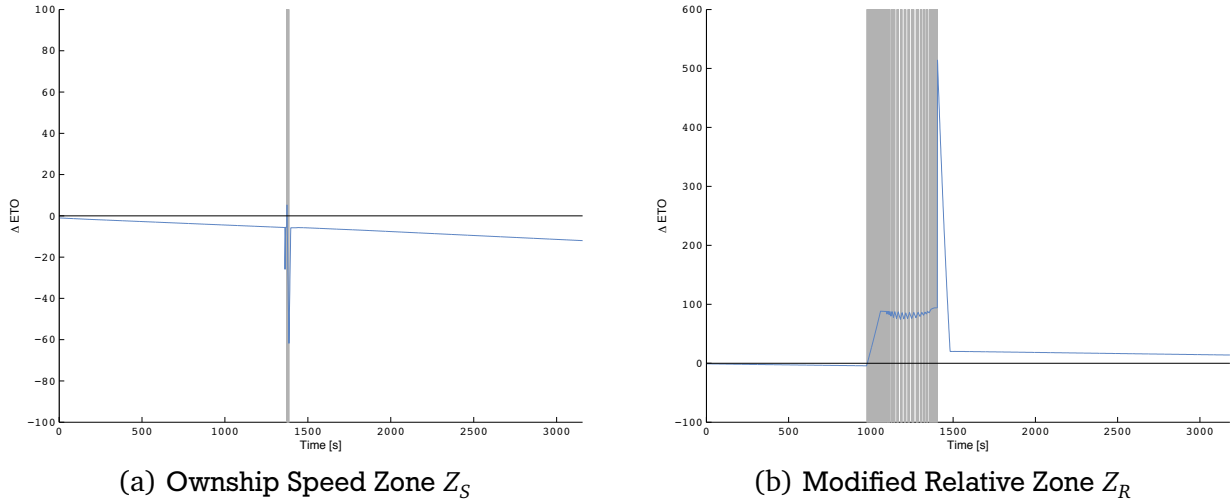 100
80
60
40
20
0
−20
−40
−60
−80
−100
Δ ETO
0 500 1000 1500 2000 2500 3000
Time [s]
(a) Ownship Speed Zone Z_S
600
500
400
300
200
100
0
−100
Δ ETO
0 500 1000 1500 2000 2500 3000
Time [s]
(b) Modified Relative Zone Z_R